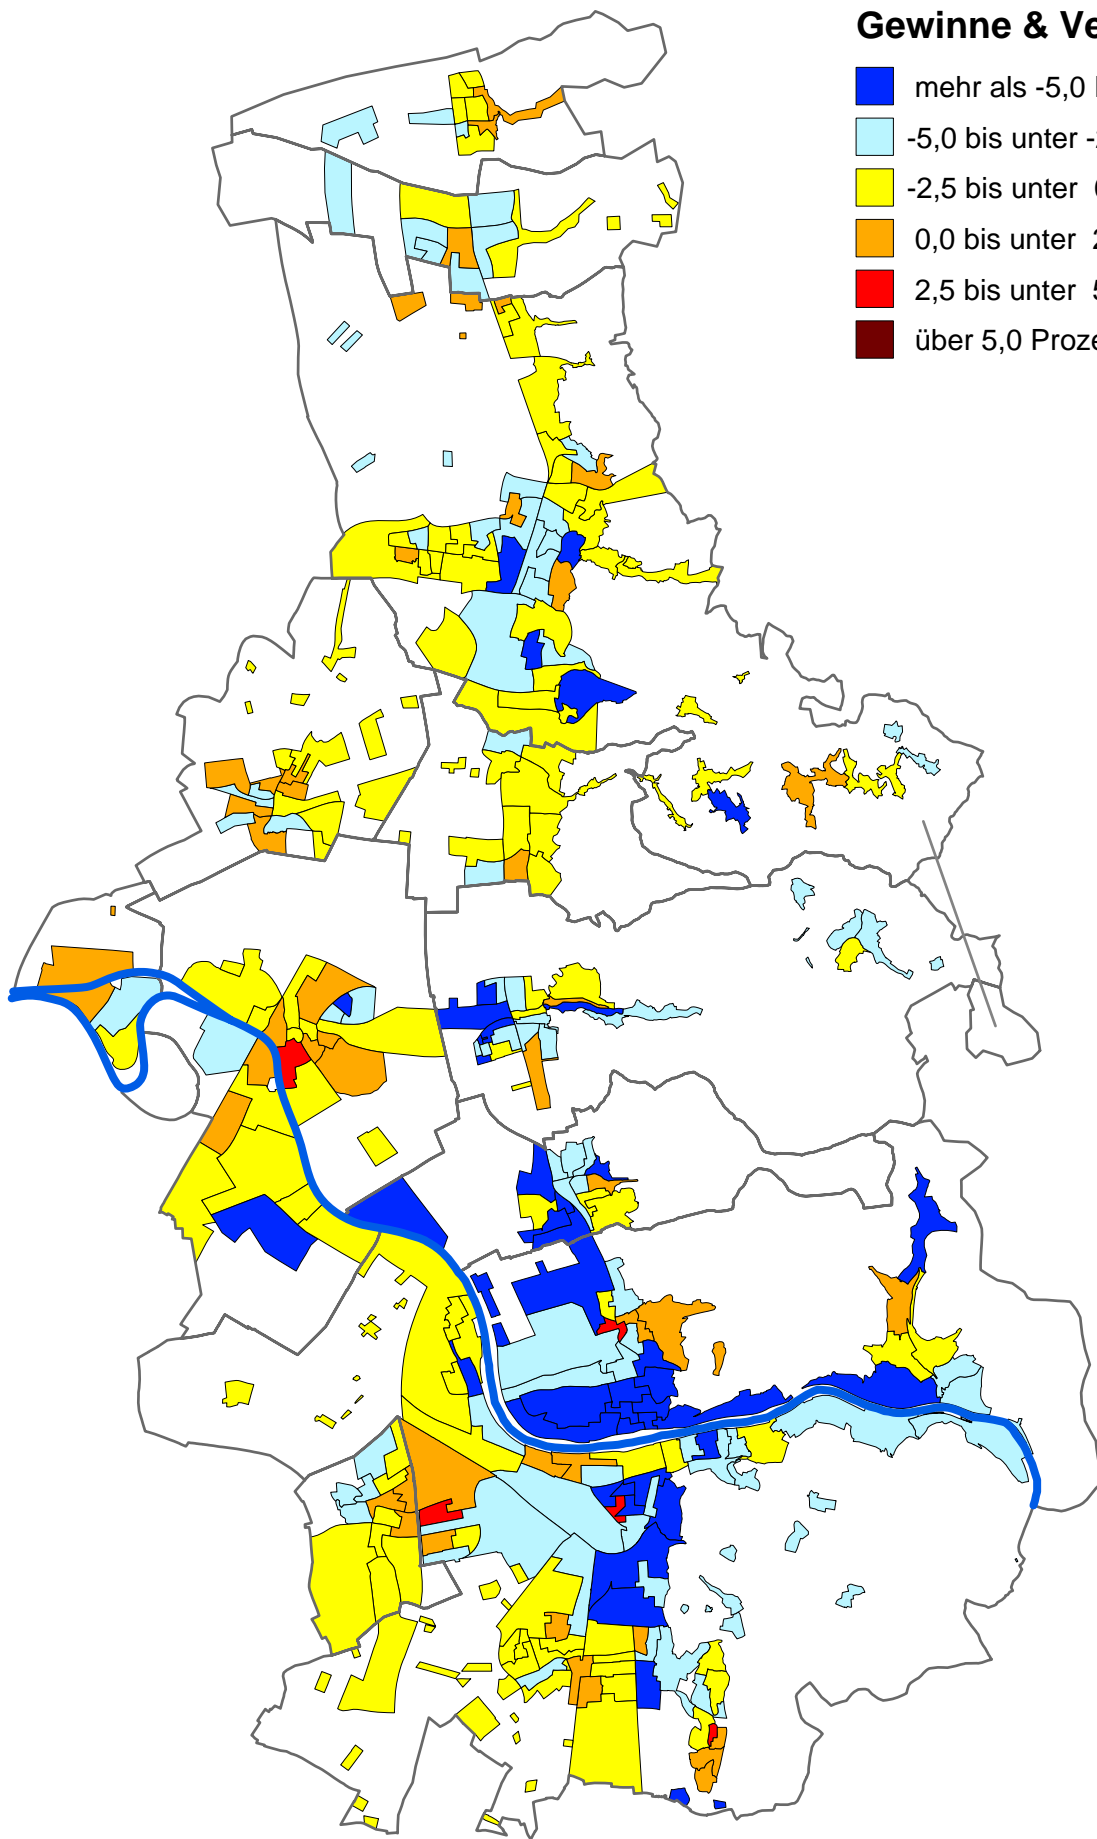 Gewinne & Ve
mehr als -5,0
-5,0 bis unter
-2,5 bis unter
0,0 bis unter
2,5 bis unter
über 5,0 Proze